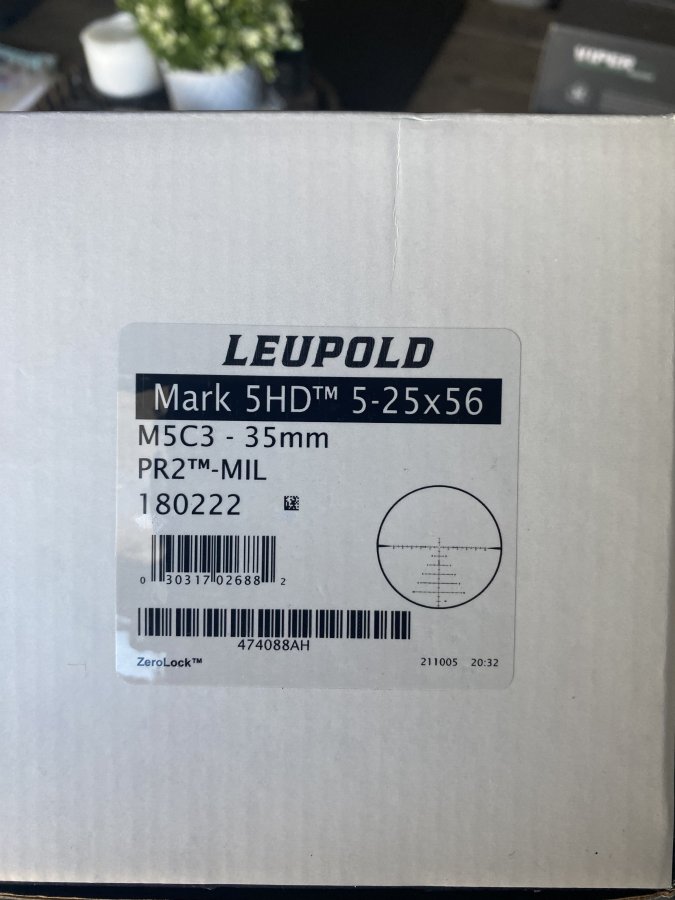 VIPER
LEUPOLD
Mark 5HD™ 5-25x56
M5C3 - 35mm
PR2™-MIL
180222
0 30317 02688 2
474088AH
ZeroLock™ 211005 20:32